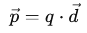 p⃗ = q · d⃗